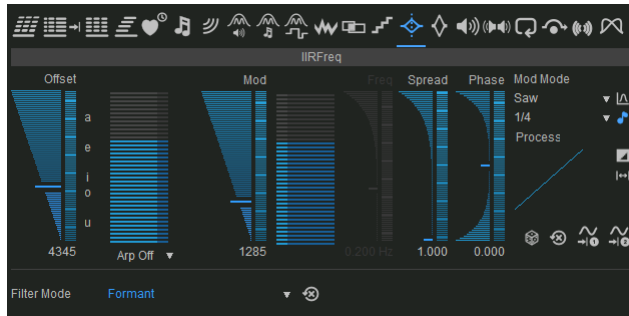 IIRFreq
Offset Mod Freq Spread Phase Mod Mode
Saw
a
1/4
e
Process
i
o
u
4345 Arp Off 1285 0.200 Hz 1.000 0.000
Filter Mode Formant